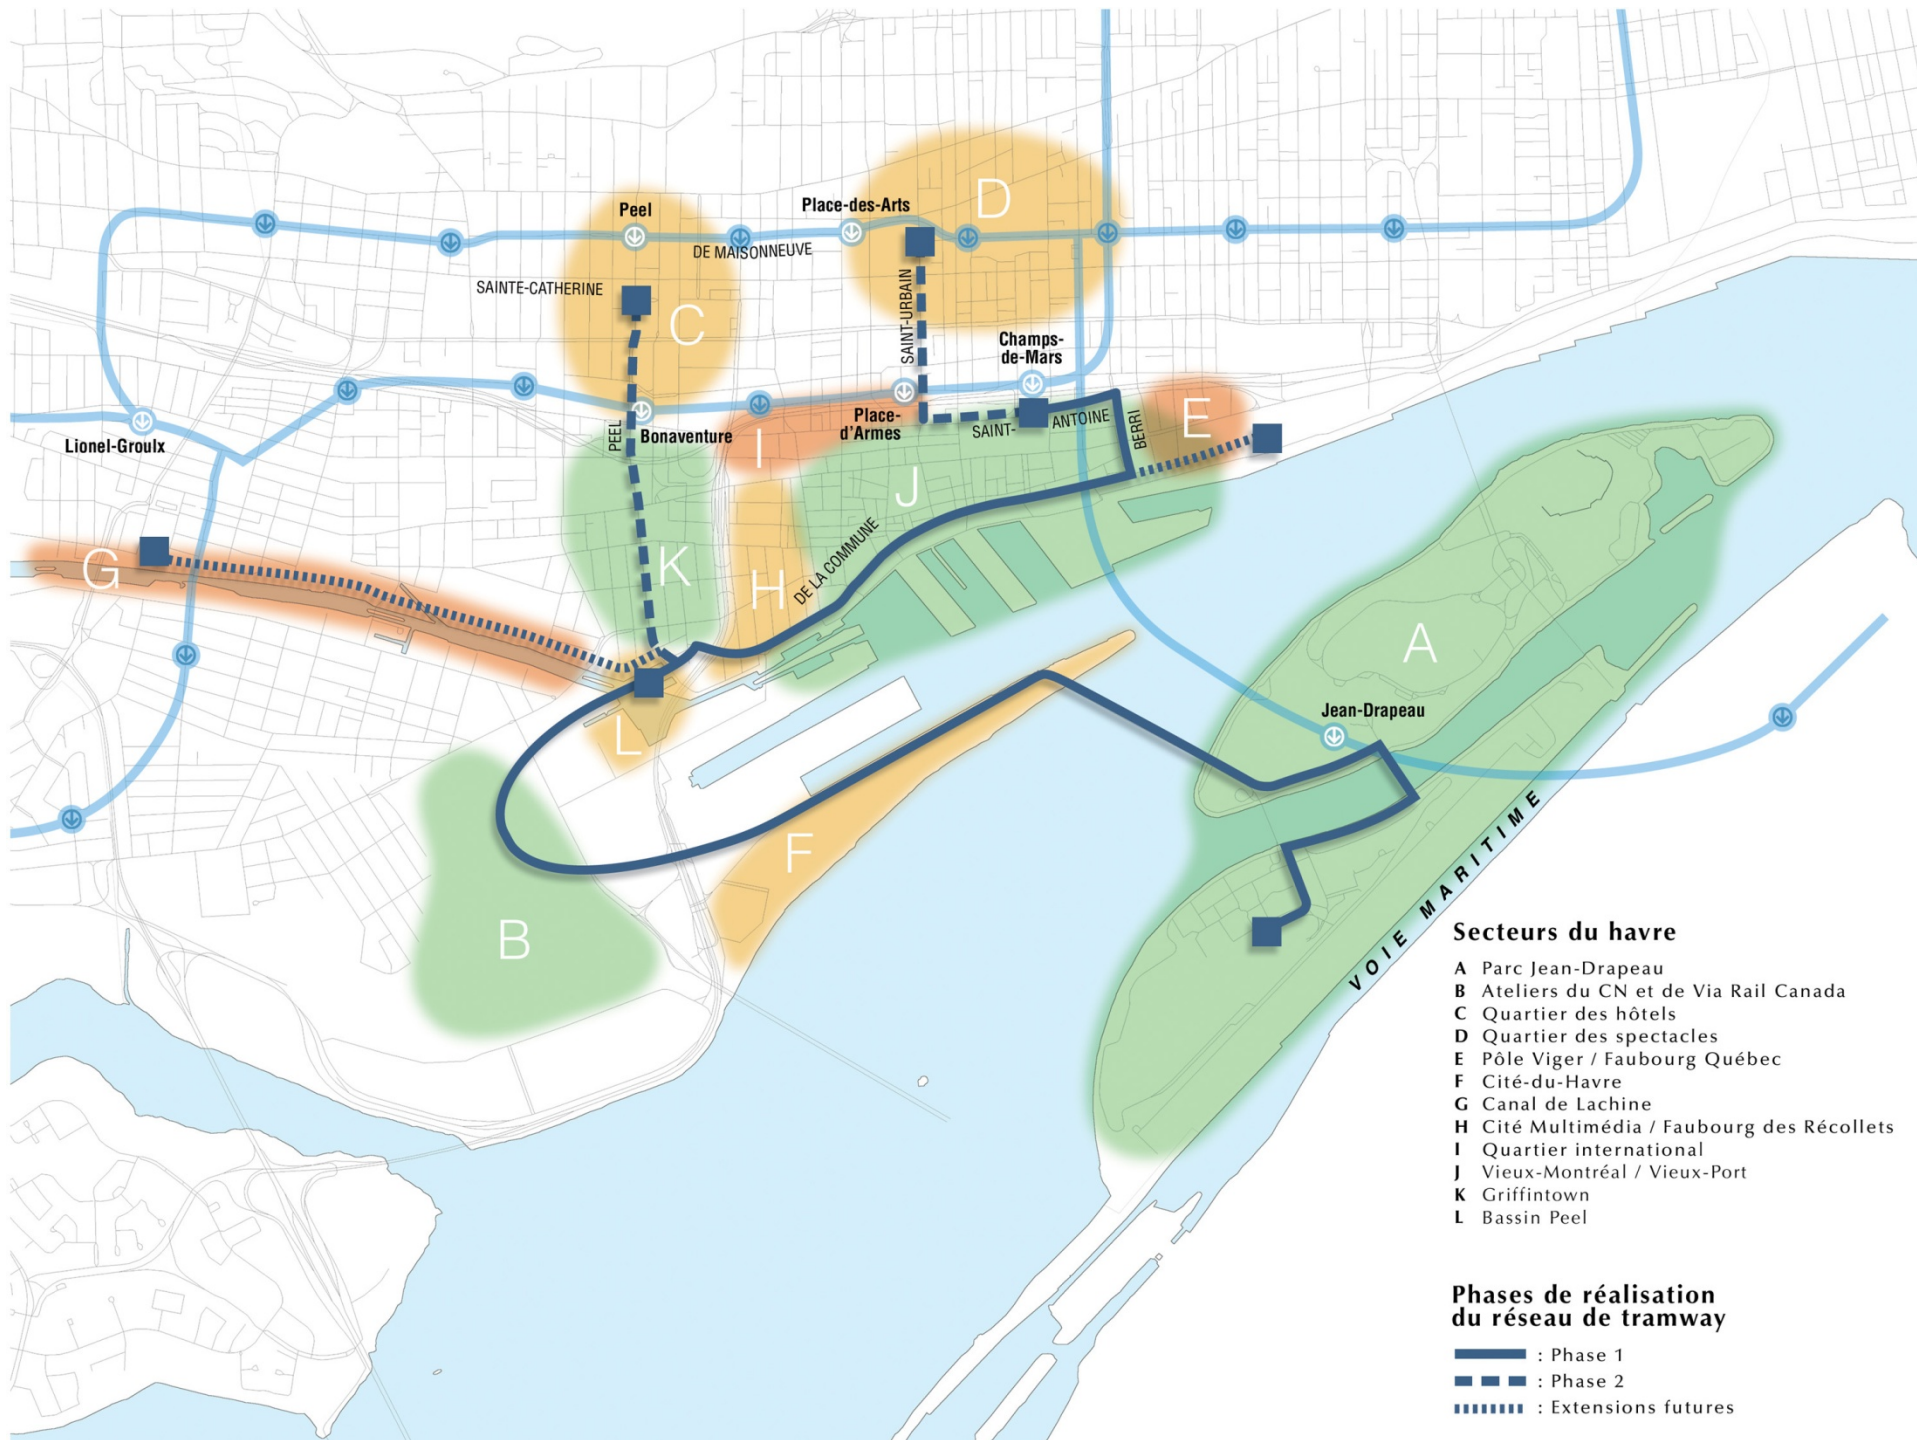 Peel
Place-des-Arts
D
DE MAISONNEUVE
SAINTE-CATHERINE
C
SAINT-URBAIN
Champs-
de-Mars
Lionel-Groulx
PEEL
Bonaventure
I
Place-
d'Armes
SAINT-
ANTOINE
BERRI
E
J
G
K
H
DE LA COMMUNE
A
L
Jean-Drapeau
F
B
VOIE MARITIME
Secteurs du havre
A Parc Jean-Drapeau
B Ateliers du CN et de Via Rail Canada
C Quartier des hôtels
D Quartier des spectacles
E Pôle Viger / Faubourg Québec
F Cité-du-Havre
G Canal de Lachine
H Cité Multimédia / Faubourg des Récollets
I Quartier international
J Vieux-Montréal / Vieux-Port
K Griffintown
L Bassin Peel
Phases de réalisation
du réseau de tramway
: Phase 1
: Phase 2
: Extensions futures